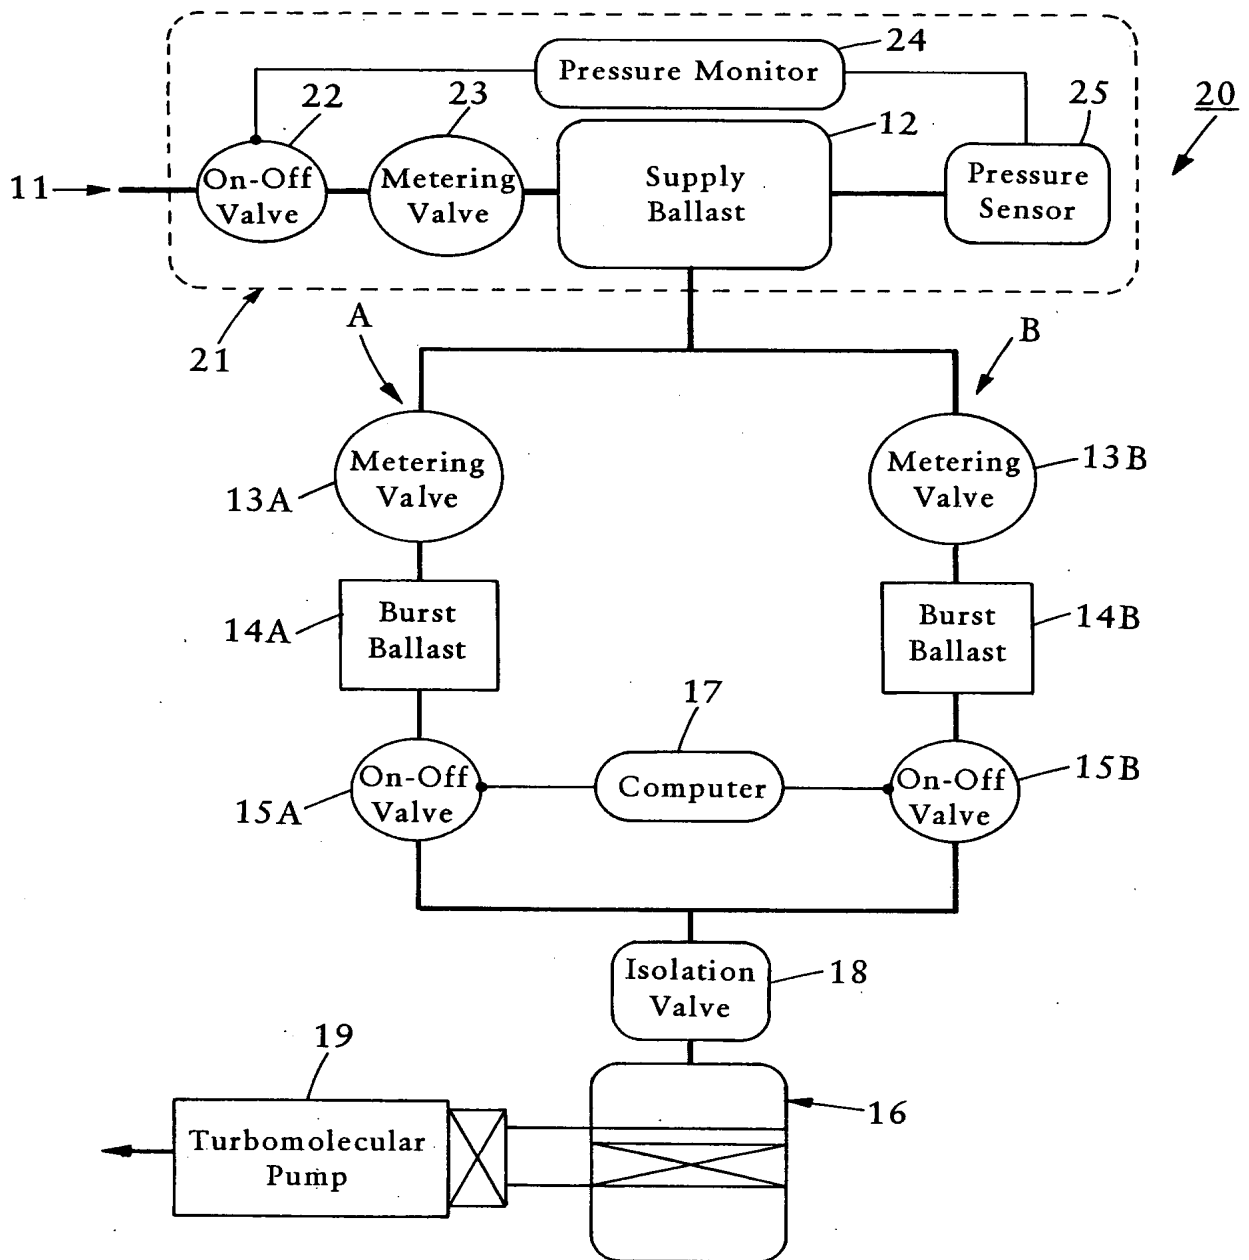 24
Pressure Monitor
22
23
12
25
20
11
On-Off
Valve
Metering
Valve
Supply
Ballast
Pressure
Sensor
21
A
B
Metering
Valve
13A
Metering
Valve
13B
Burst
Ballast
14A
Burst
Ballast
14B
17
On-Off
Valve
15A
Computer
On-Off
Valve
15B
Isolation
Valve
18
19
Turbomolecular
Pump
16